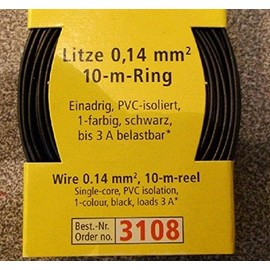 Litze 0,14 mm²
10-m-Ring
Einadrig, PVC-isoliert,
1-farbig, schwarz,
bis 3 A belastbar*
Wire 0.14 mm², 10-m-reel
Single-core, PVC isolation,
1-colour, black, loads 3 A*
Best.-Nr.
Order no. 3108